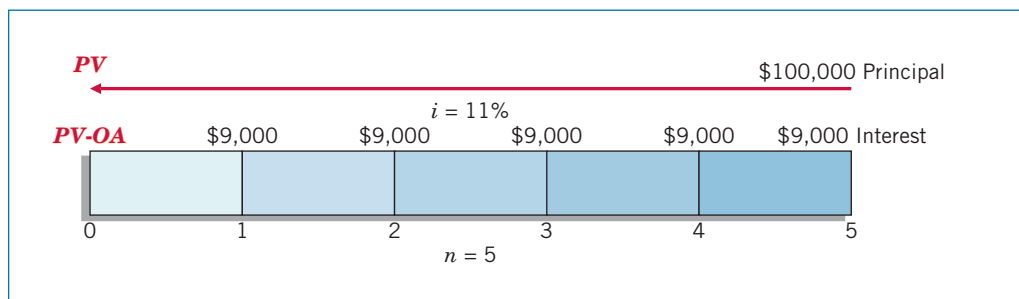 PV
$100,000 Principal
i = 11%
PV-OA $9,000 $9,000 $9,000 $9,000 $9,000 Interest
0 1 2 3 4 5
n = 5